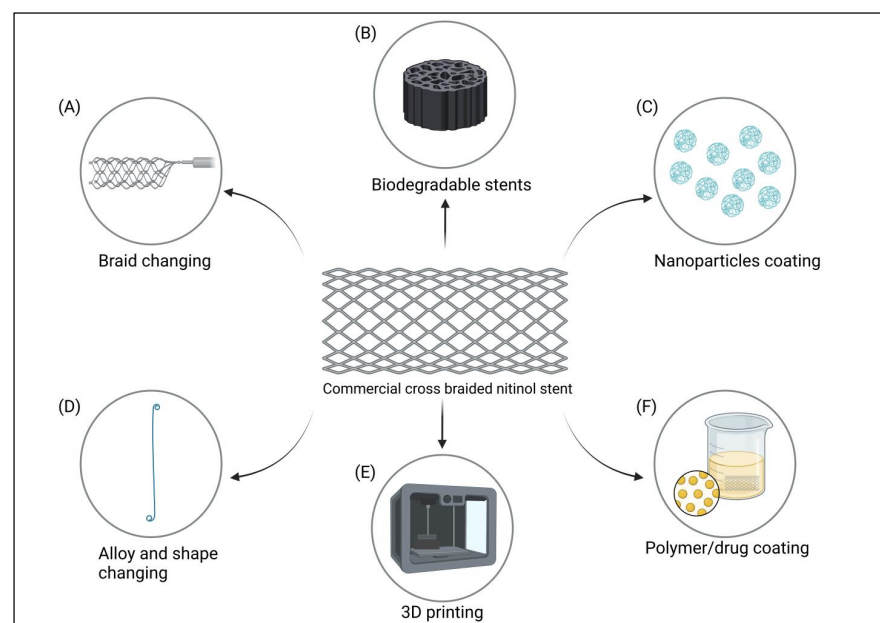 (B)
(A)
(C)
Biodegradable stents
Braid changing
Nanoparticles coating
Commercial cross braided nitinol stent
(D)
(F)
(E)
Polymer/drug coating
Alloy and shape
changing
3D printing